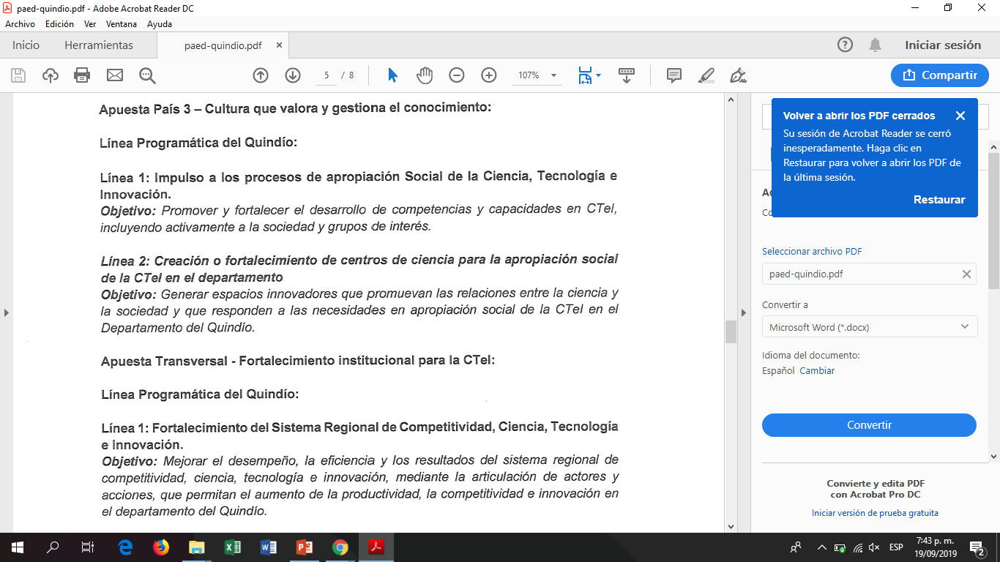 paed-quindio.pdf - Adobe Acrobat Reader DC
Archivo Edición Ver Ventana Ayuda
Inicio Herramientas paed-quindio.pdf Iniciar sesión
5 / 8 107% Compartir
Apuesta País 3 – Cultura que valora y gestiona el conocimiento:
Línea Programática del Quindío:
Línea 1: Impulso a los procesos de apropiación Social de la Ciencia, Tecnología e
Innovación.
Objetivo: Promover y fortalecer el desarrollo de competencias y capacidades en CTeI,
incluyendo activamente a la sociedad y grupos de interés.
Línea 2: Creación o fortalecimiento de centros de ciencia para la apropiación social
de la CTeI en el departamento
Objetivo: Generar espacios innovadores que promuevan las relaciones entre la ciencia y
la sociedad y que responden a las necesidades en apropiación social de la CTeI en el
Departamento del Quindío.
Apuesta Transversal - Fortalecimiento institucional para la CTeI:
Línea Programática del Quindío:
Línea 1: Fortalecimiento del Sistema Regional de Competitividad, Ciencia, Tecnología
e Innovación.
Objetivo: Mejorar el desempeño, la eficiencia y los resultados del sistema regional de
competitividad, ciencia, tecnología e innovación, mediante la articulación de actores y
acciones, que permitan el aumento de la productividad, la competitividad e innovación en
el departamento del Quindío.
Volver a abrir los PDF cerrados
Su sesión de Acrobat Reader se cerró
inesperadamente. Haga clic en
Restaurar para volver a abrir los PDF de
la última sesión.
Restaurar
Seleccionar archivo PDF
paed-quindio.pdf
Convertir a
Microsoft Word (*.docx)
Idioma del documento:
Español Cambiar
Convertir
Convierte y edita PDF
con Acrobat Pro DC
Iniciar versión de prueba gratuita
ESP
7:43 p. m.
19/09/2019
2